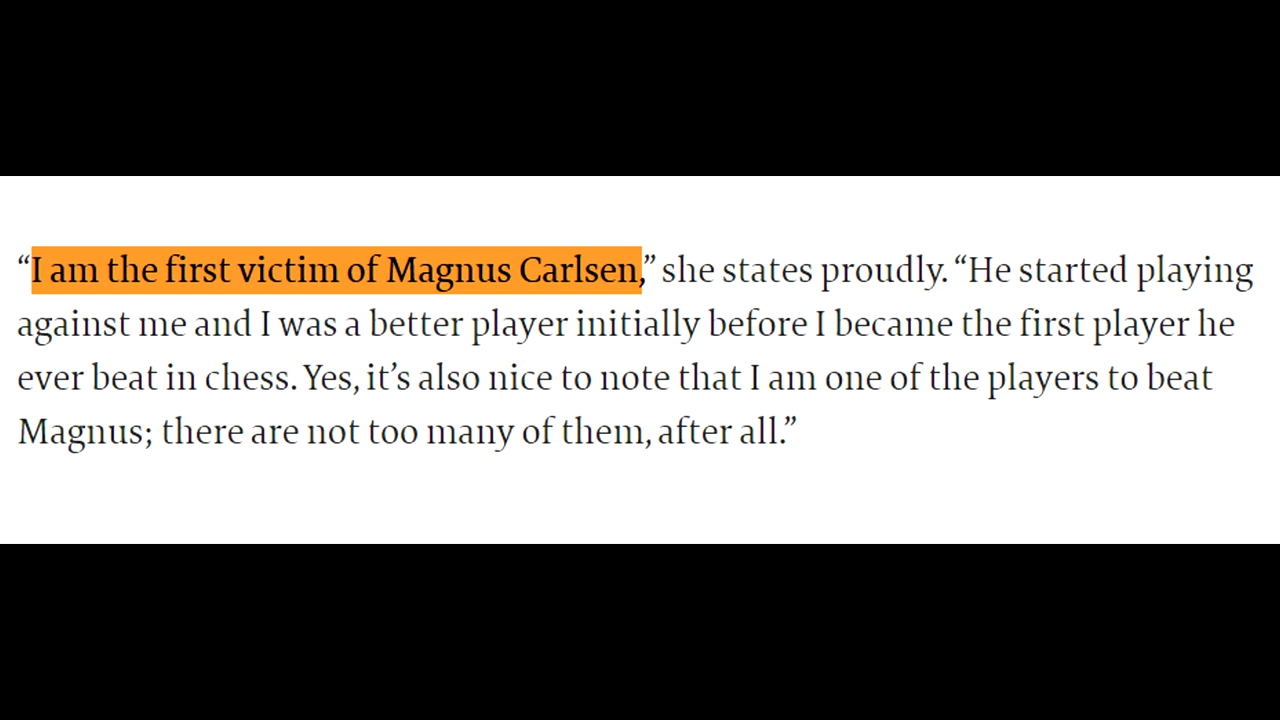 “I am the first victim of Magnus Carlsen,” she states proudly. “He started playing
against me and I was a better player initially before I became the first player he
ever beat in chess. Yes, it’s also nice to note that I am one of the players to beat
Magnus; there are not too many of them, after all.”